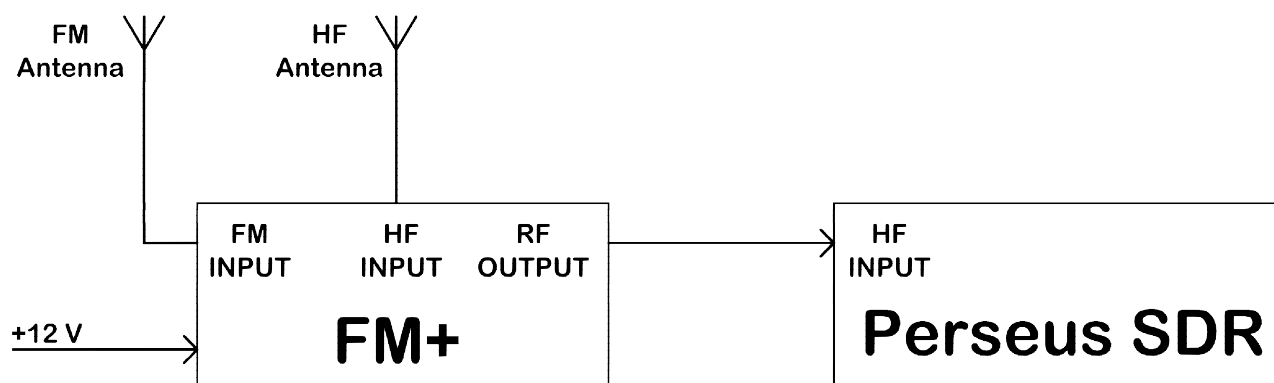 FM
Antenna
HF
Antenna
FM
INPUT
HF
INPUT
RF
OUTPUT
HF
INPUT
+12 V
FM+
Perseus SDR